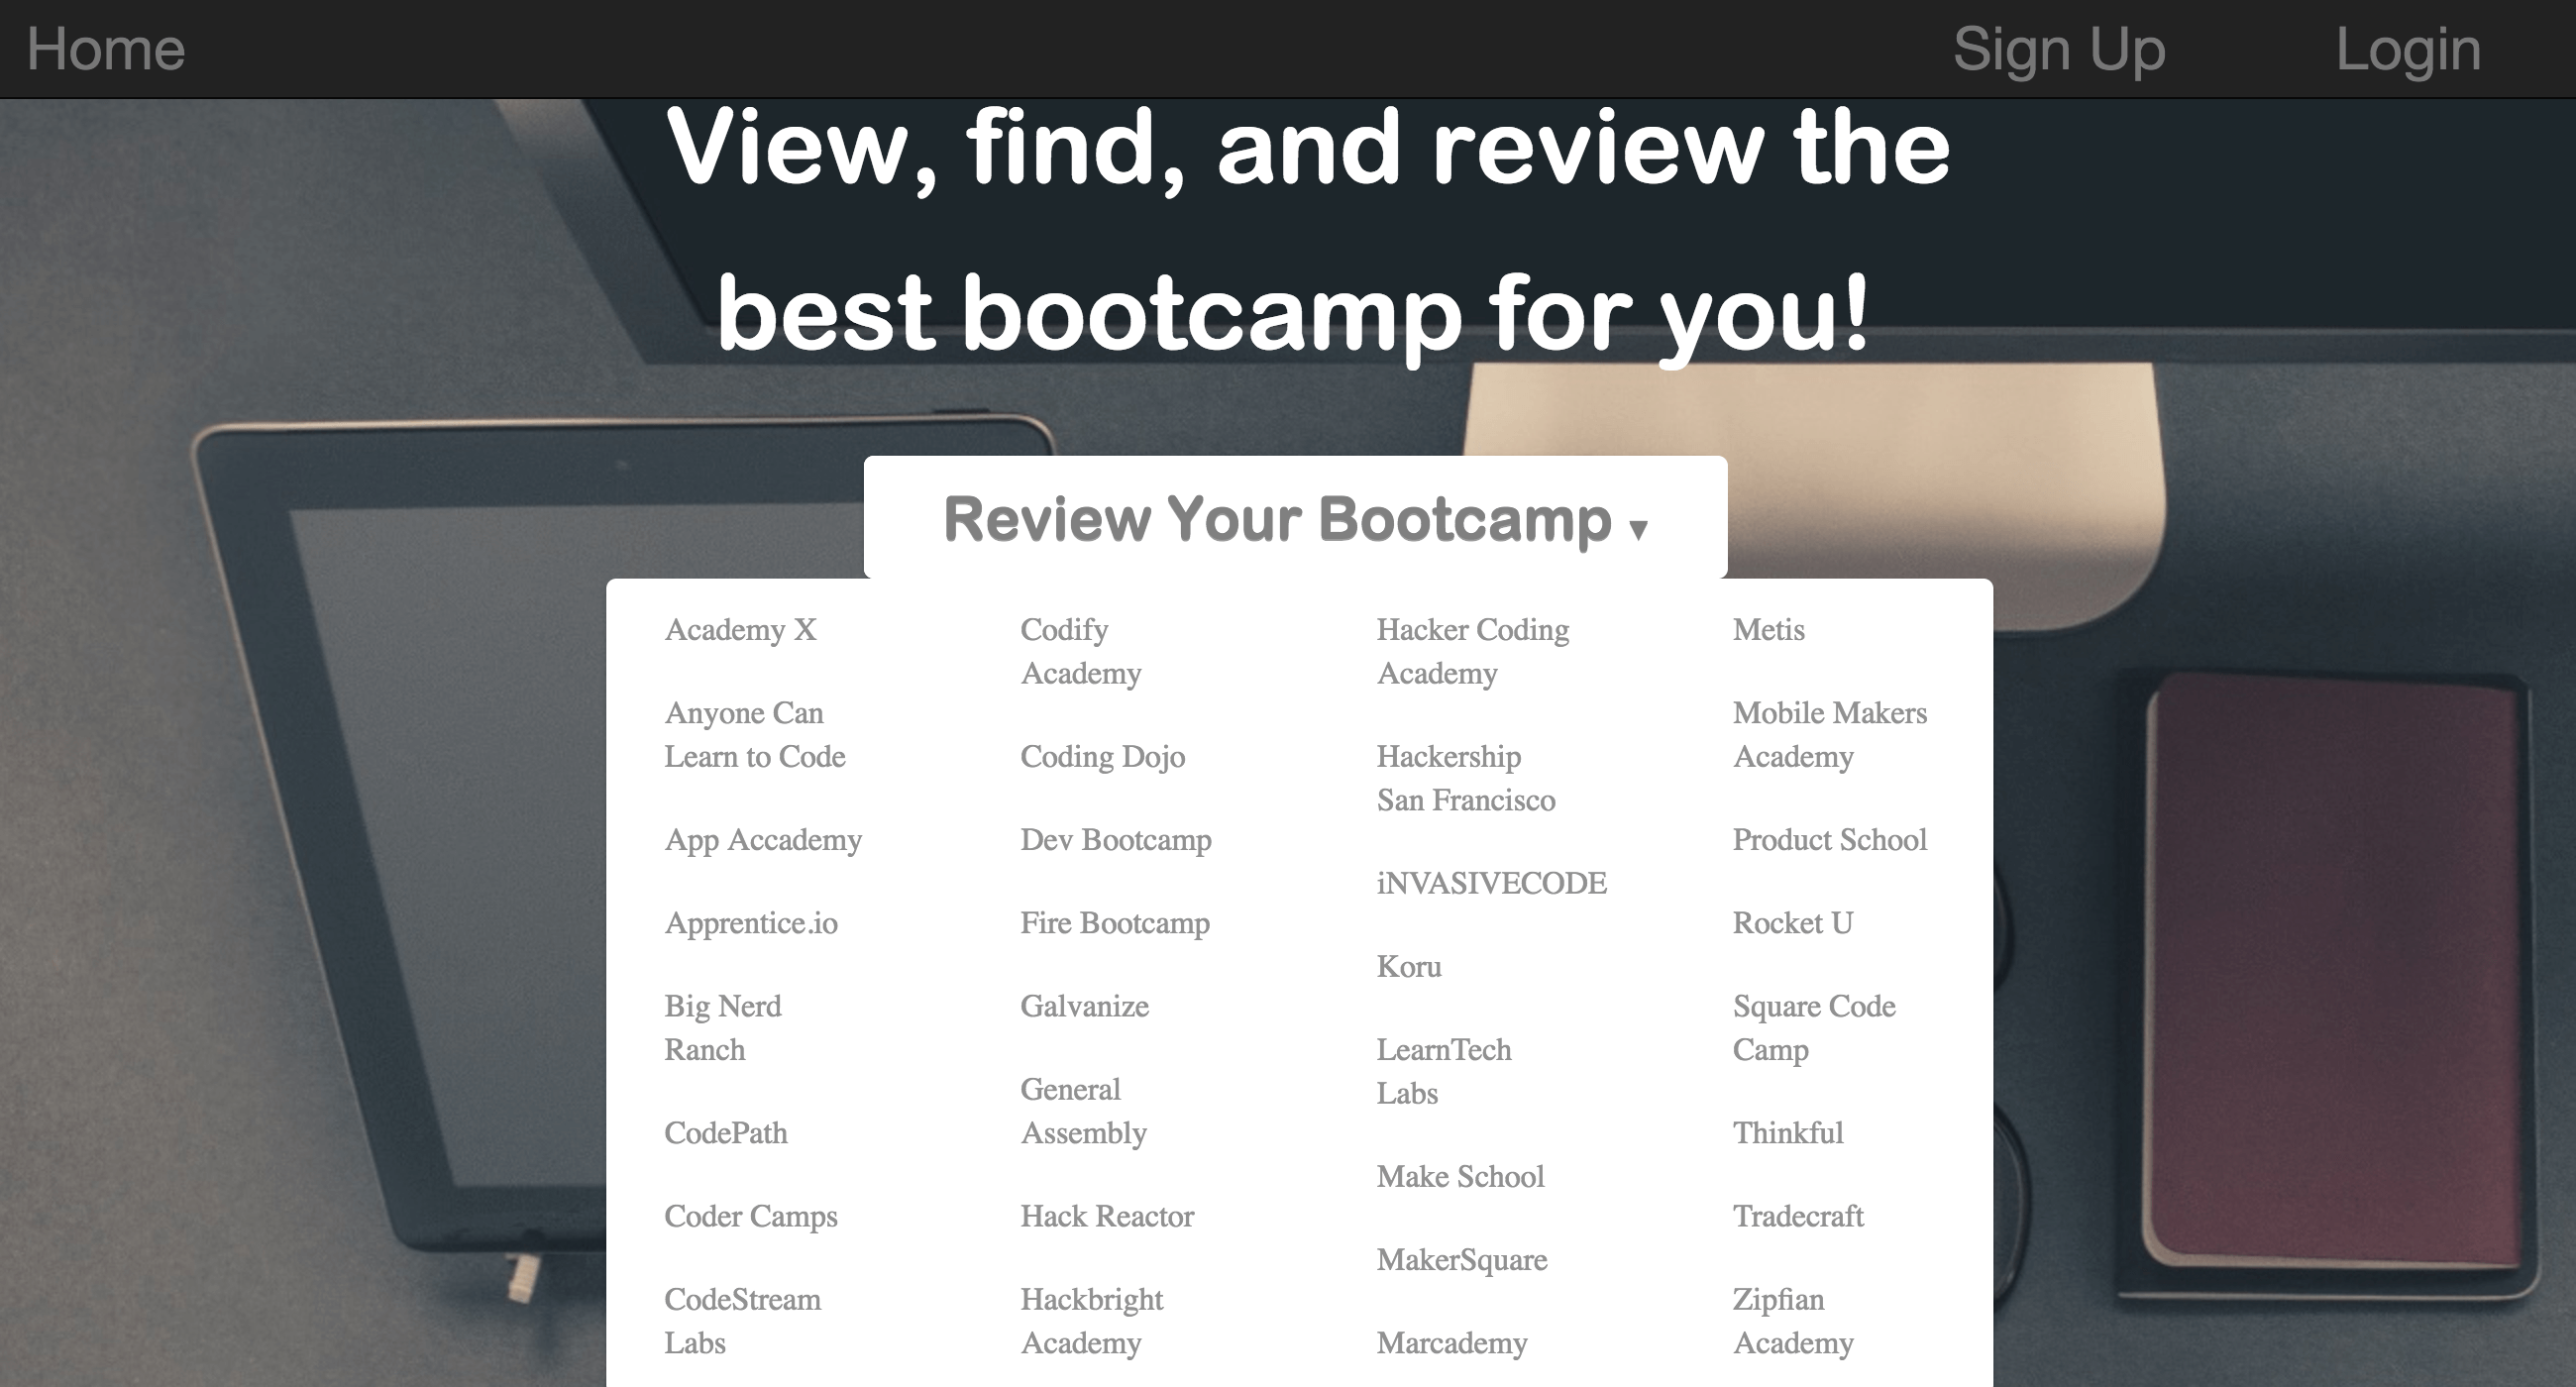 Home
Sign Up
Login
View, find, and review the
best bootcamp for you!
Review Your Bootcamp ▼
Academy X
Anyone Can
Learn to Code
App Accademy
Apprentice.io
Big Nerd
Ranch
CodePath
Coder Camps
CodeStream
Labs
Codify
Academy
Coding Dojo
Dev Bootcamp
Fire Bootcamp
Galvanize
General
Assembly
Hack Reactor
Hackbright
Academy
Hacker Coding
Academy
Hackership
San Francisco
iNVASIVECODE
Koru
LearnTech
Labs
Make School
MakerSquare
Marcademy
Metis
Mobile Makers
Academy
Product School
Rocket U
Square Code
Camp
Thinkful
Tradecraft
Zipfian
Academy